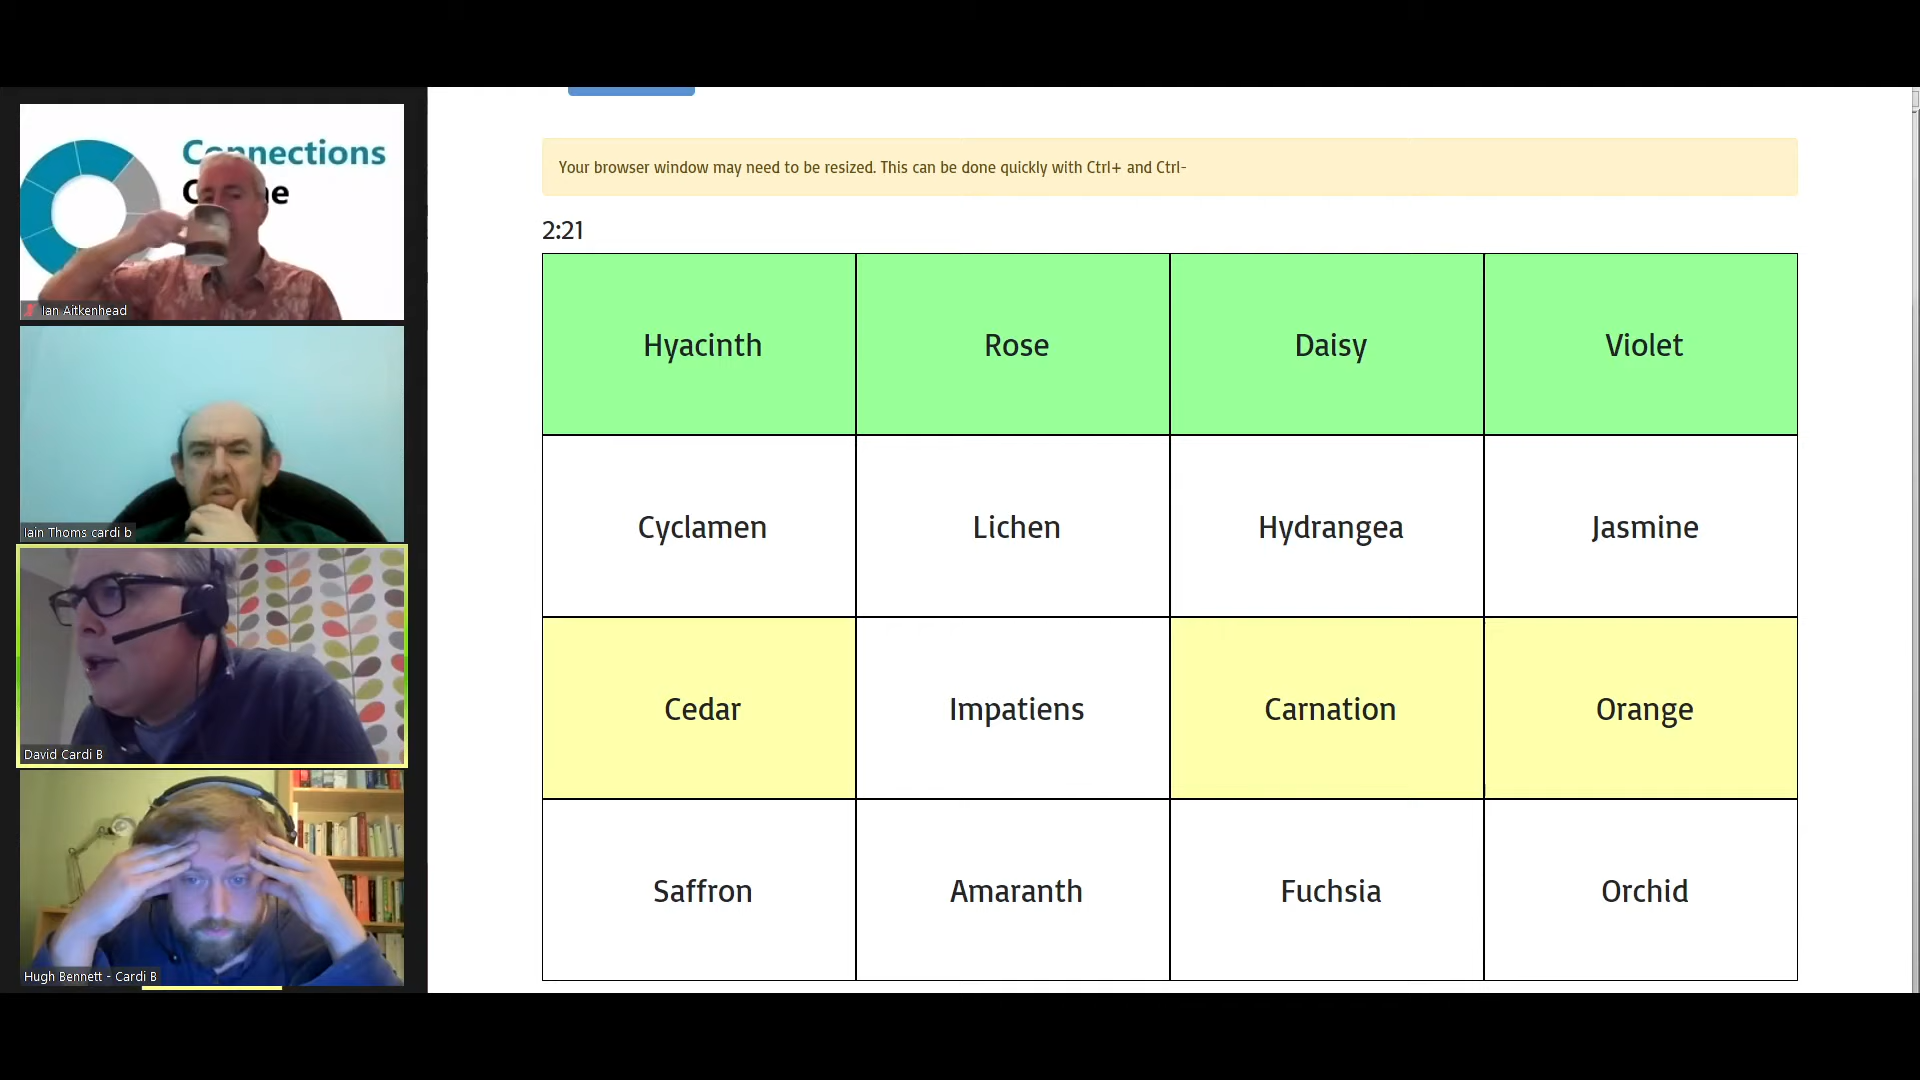 Connections
Ian Aitkenhead
Iain Thoms cardi b
David Cardi B
Hugh Bennett - Cardi B
Your browser window may need to be resized. This can be done quickly with Ctrl+ and Ctrl-
2:21
Hyacinth
Rose
Daisy
Violet
Cyclamen
Lichen
Hydrangea
Jasmine
Cedar
Impatiens
Carnation
Orange
Saffron
Amaranth
Fuchsia
Orchid